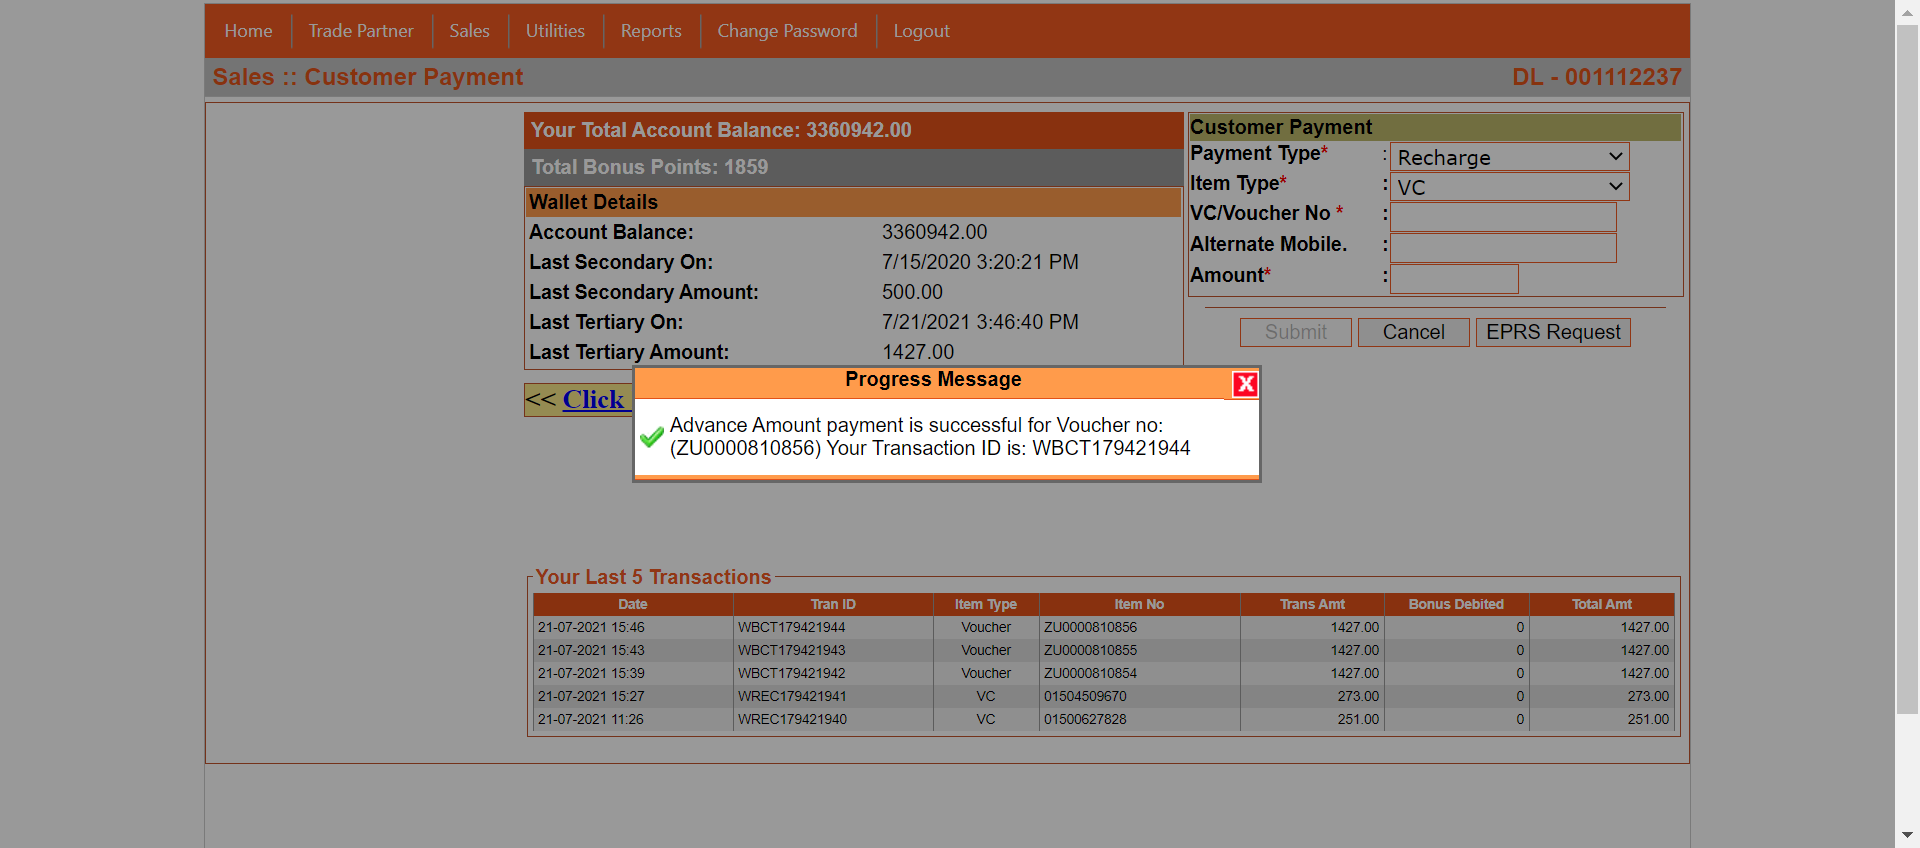 Home Trade Partner Sales Utilities Reports Change Password Logout
Sales :: Customer Payment DL - 001112237
Your Total Account Balance: 3360942.00
Total Bonus Points: 1859
Wallet Details
Account Balance: 3360942.00
Last Secondary On: 7/15/2020 3:20:21 PM
Last Secondary Amount: 500.00
Last Tertiary On: 7/21/2021 3:46:40 PM
Last Tertiary Amount: 1427.00
<< Click
Customer Payment
Payment Type* : Recharge
Item Type* : VC
VC/Voucher No * :
Alternate Mobile. :
Amount* :
Submit Cancel EPRS Request
Progress Message
X
Advance Amount payment is successful for Voucher no:
(ZU0000810856) Your Transaction ID is: WBCT179421944
Your Last 5 Transactions
Date Tran ID Item Type Item No Trans Amt Bonus Debited Total Amt
21-07-2021 15:46 WBCT179421944 Voucher ZU0000810856 1427.00 0 1427.00
21-07-2021 15:43 WBCT179421943 Voucher ZU0000810855 1427.00 0 1427.00
21-07-2021 15:39 WBCT179421942 Voucher ZU0000810854 1427.00 0 1427.00
21-07-2021 15:27 WREC179421941 VC 01504509670 273.00 0 273.00
21-07-2021 11:26 WREC179421940 VC 01500627828 251.00 0 251.00